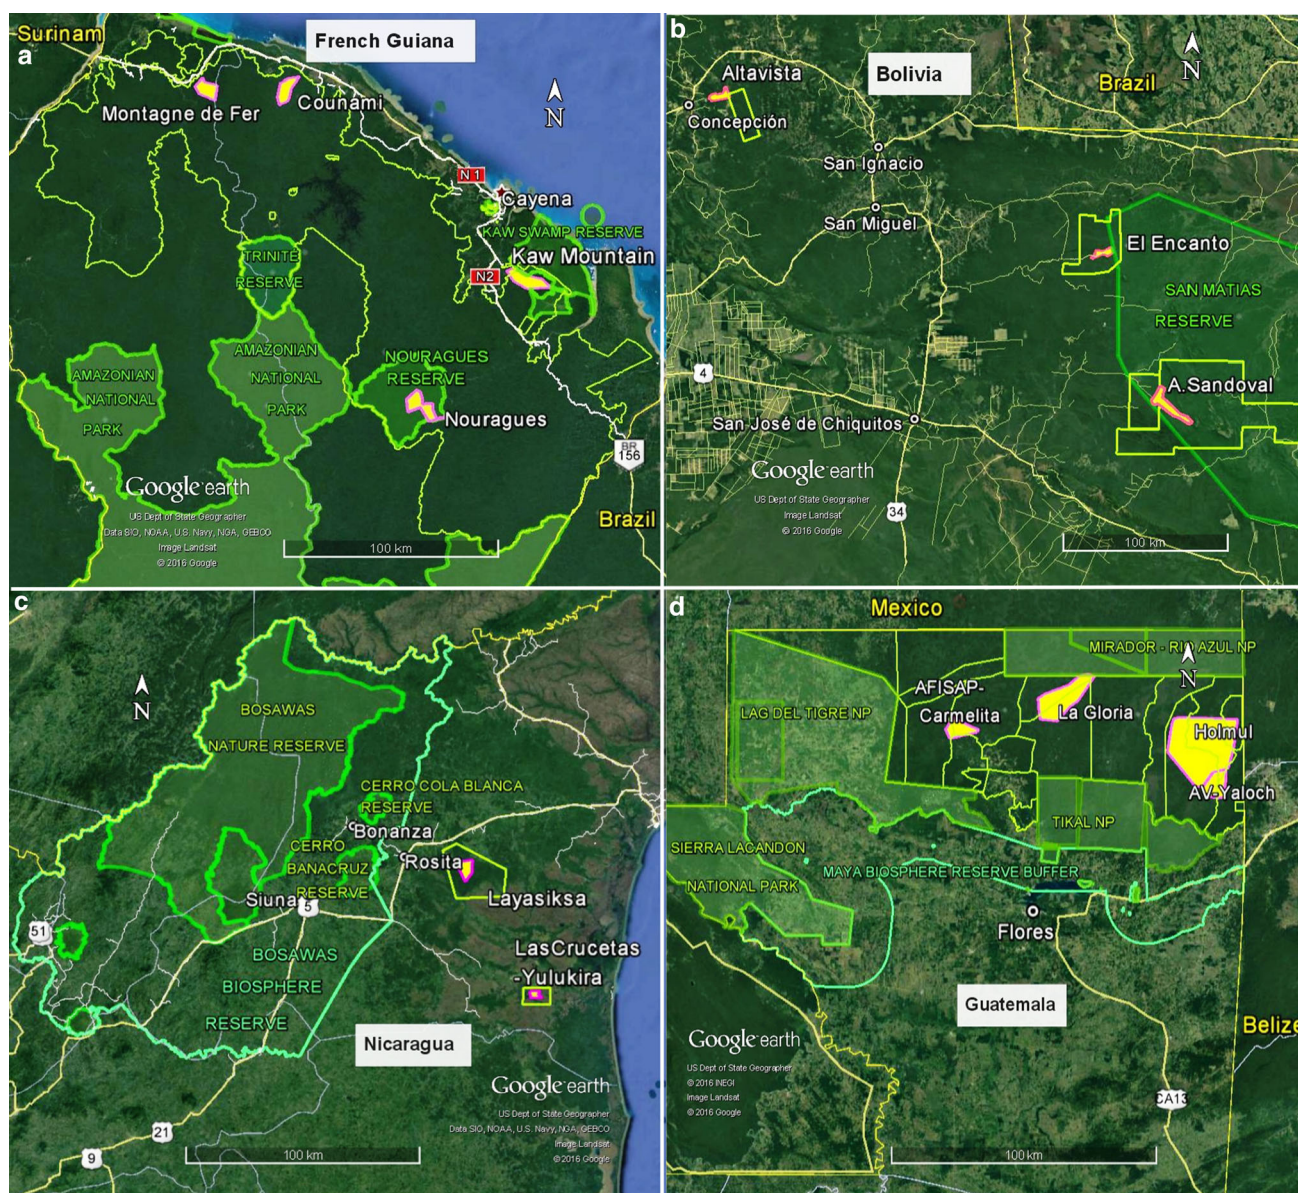 a
Surinam
French Guiana
N
Montagne de Fer
Counami
N 1
Cayena
KAW SWAMP RESERVE
Kaw Mountain
N2
TRINITE
RESERVE
AMAZONIAN
NATIONAL
PARK
AMAZONIAN
NATIONAL
PARK
NOURAGUES
RESERVE
Nouragues
BR
156
Brazil
Google earth
US Dept of State Geographer
Data SIO, NOAA, U.S. Navy, NGA, GEBCO
Image Landsat
© 2016 Google
100 km
b
Altavista
Bolivia
Brazil
N
Concepción
San Ignacio
San Miguel
El Encanto
SAN MATIAS
RESERVE
4
A.Sandoval
San José de Chiquitos
Google earth
US Dept of State Geographer
Image Landsat
© 2016 Google
34
100 km
c
N
BOSAWAS
NATURE RESERVE
CERRO COLA BLANCA
RESERVE
Bonanza
CERRO
BANACRUZ
RESERVE
Rosita
Siuna
5
Layasiksa
51
LasCrucetas
-Yulukira
BOSAWAS
BIOSPHERE
RESERVE
Nicaragua
Google earth
US Dept of State Geographer
Data SIO, NOAA, U.S. Navy, NGA, GEBCO
Image Landsat
© 2016 Google
21
9
100 km
d
Mexico
MIRADOR - RIO AZUL NP
N
AFISAP-
Carmelita
LAG DEL TIGRE NP
La Gloria
Holmul
AV-Yaloch
TIKAL NP
SIERRA LACANDON
NATIONAL PARK
MAYA BIOSPHERE RESERVE BUFFER
Flores
Guatemala
Belize
Google earth
US Dept of State Geographer
© 2016 INEGI
Image Landsat
© 2016 Google
CA13
100 km